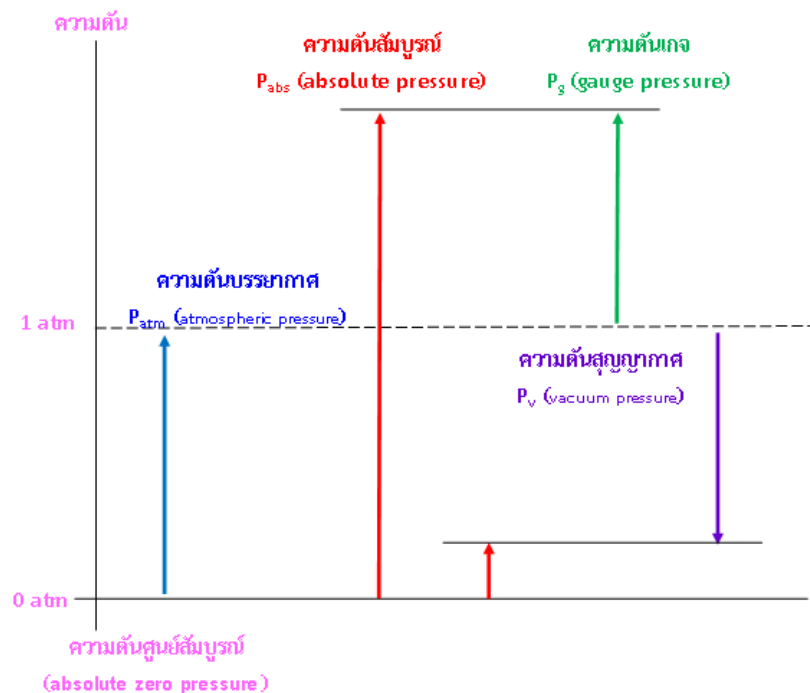 ความดัน
ความดันสัมบูรณ์
P_abs (absolute pressure)
ความดันเกจ
P_g (gauge pressure)
ความดันบรรยากาศ
P_atm (atmospheric pressure)
1 atm
ความดันสุญญากาศ
P_v (vacuum pressure)
0 atm
ความดันศูนย์สัมบูรณ์
(absolute zero pressure)